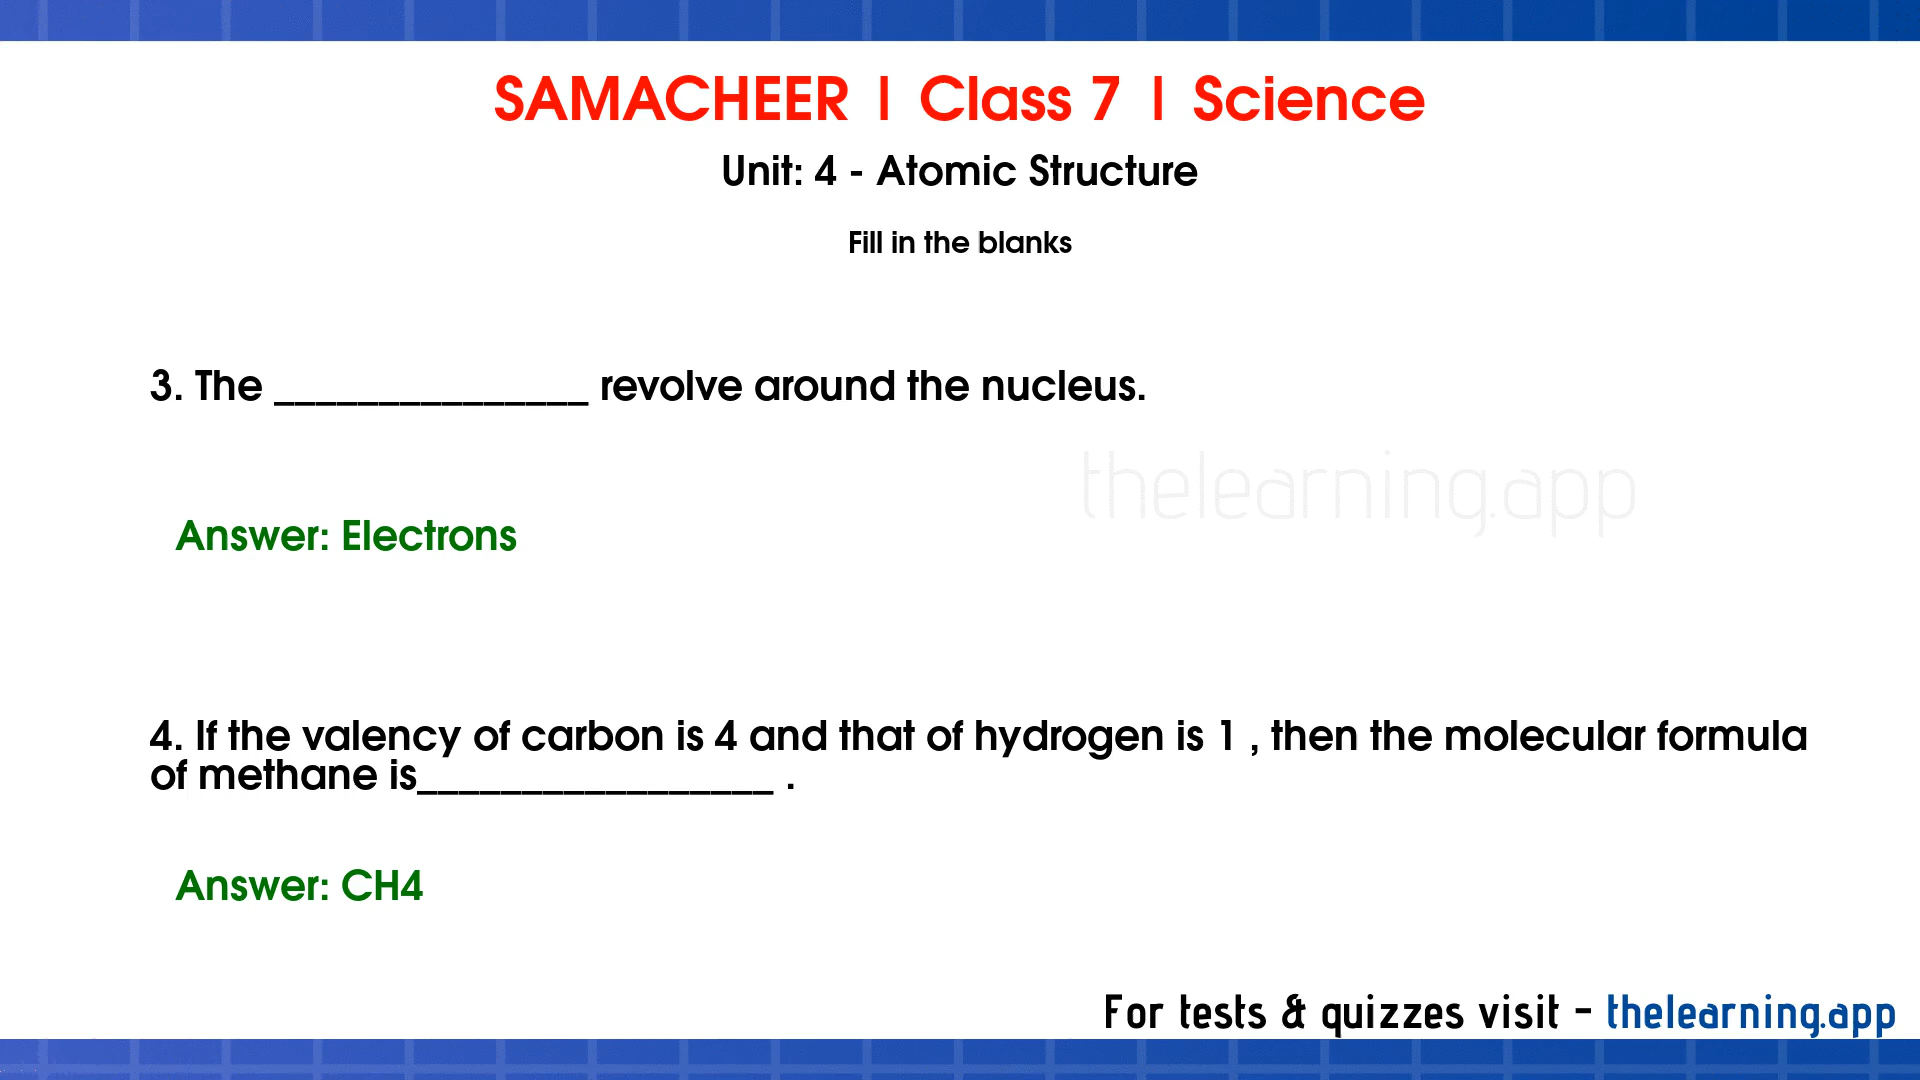 SAMACHEER | Class 7 | Science
Unit: 4 - Atomic Structure
Fill in the blanks
3. The _______________ revolve around the nucleus.
thelearning.app
Answer: Electrons
4. If the valency of carbon is 4 and that of hydrogen is 1 , then the molecular formula
of methane is_________________ .
Answer: CH4
For tests & quizzes visit - thelearning.app